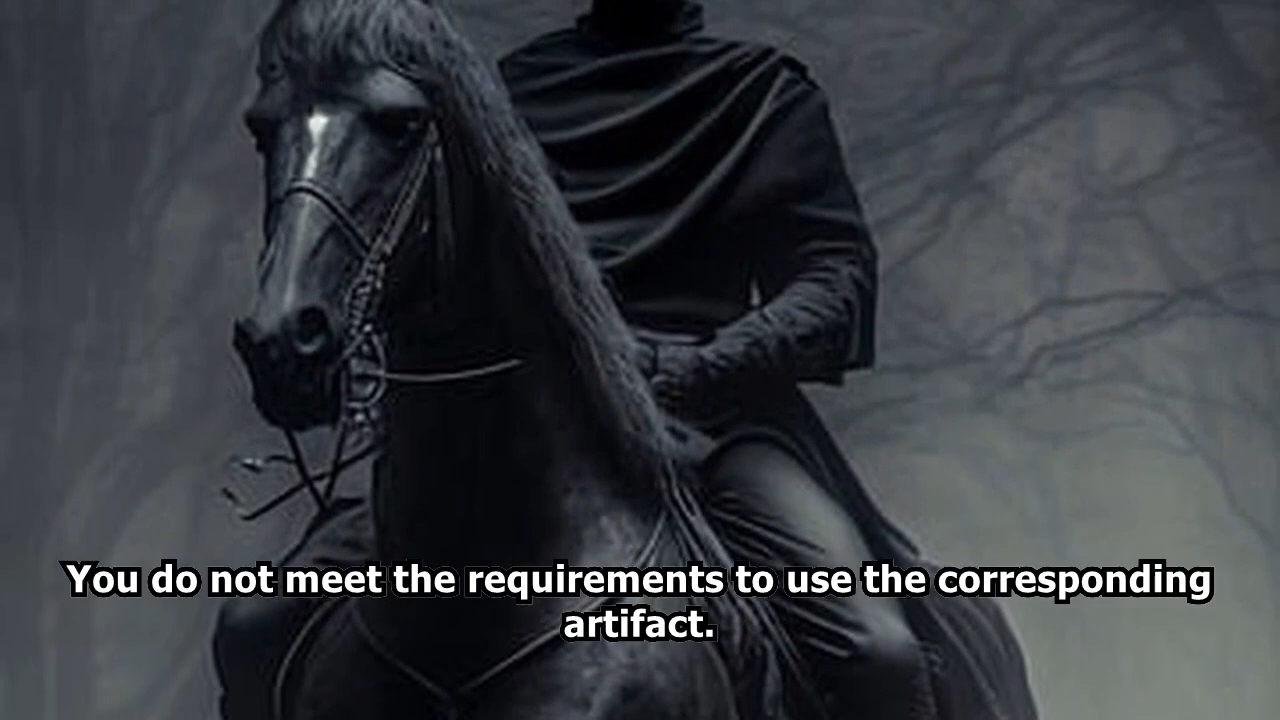 You do not meet the requirements to use the corresponding
artifact.